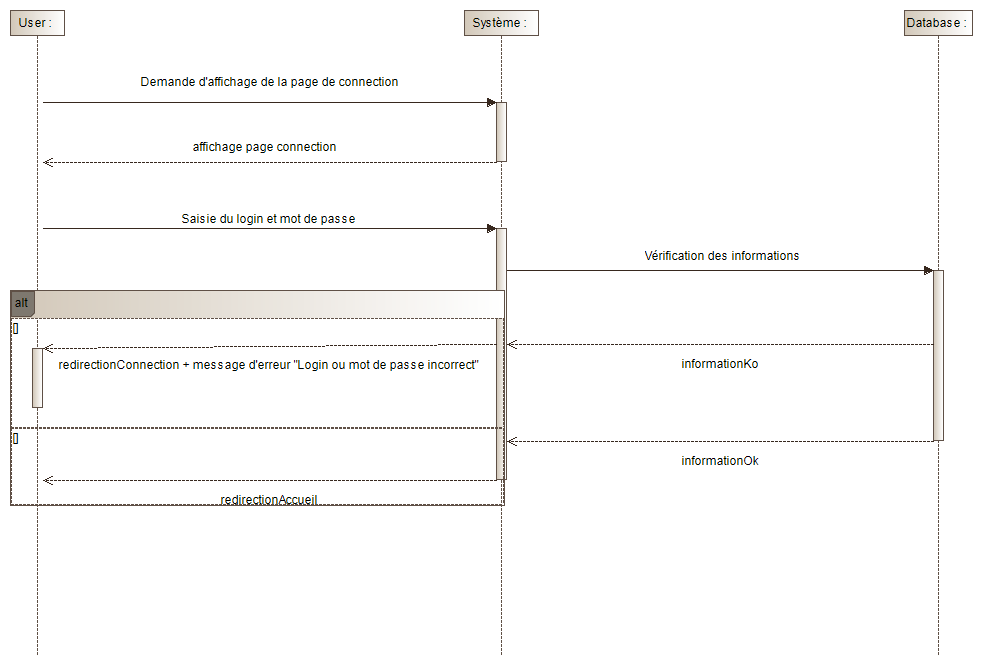 User :
Système :
Database :
Demande d'affichage de la page de connection
affichage page connection
Saisie du login et mot de passe
Vérification des informations
alt
[]
redirectionConnection + message d'erreur "Login ou mot de passe incorrect"
informationKo
[]
informationOk
redirectionAccueil